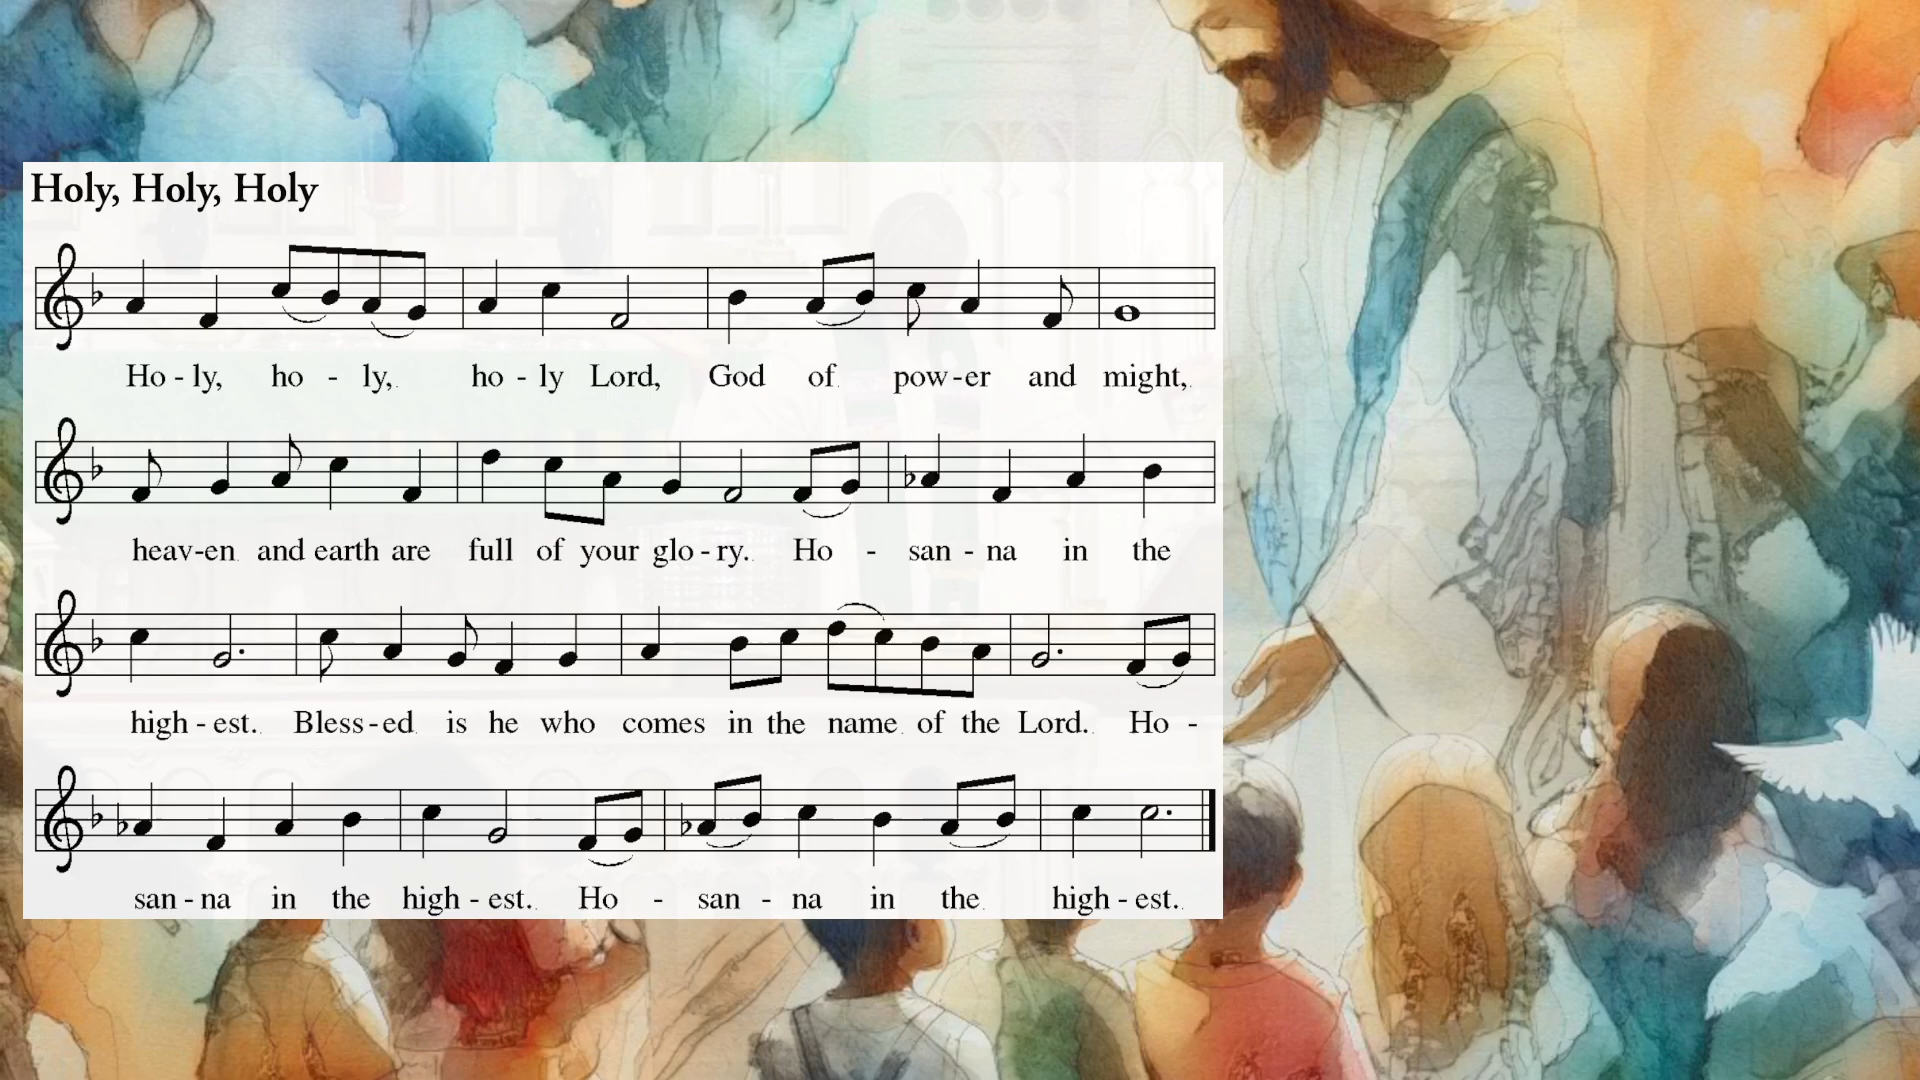 Holy, Holy, Holy
Ho - ly, ho - ly, ho - ly Lord, God of pow - er and might,
heav - en and earth are full of your glo - ry. Ho - san - na in the
high - est. Bless - ed is he who comes in the name of the Lord. Ho -
san - na in the high - est. Ho - san - na in the high - est.